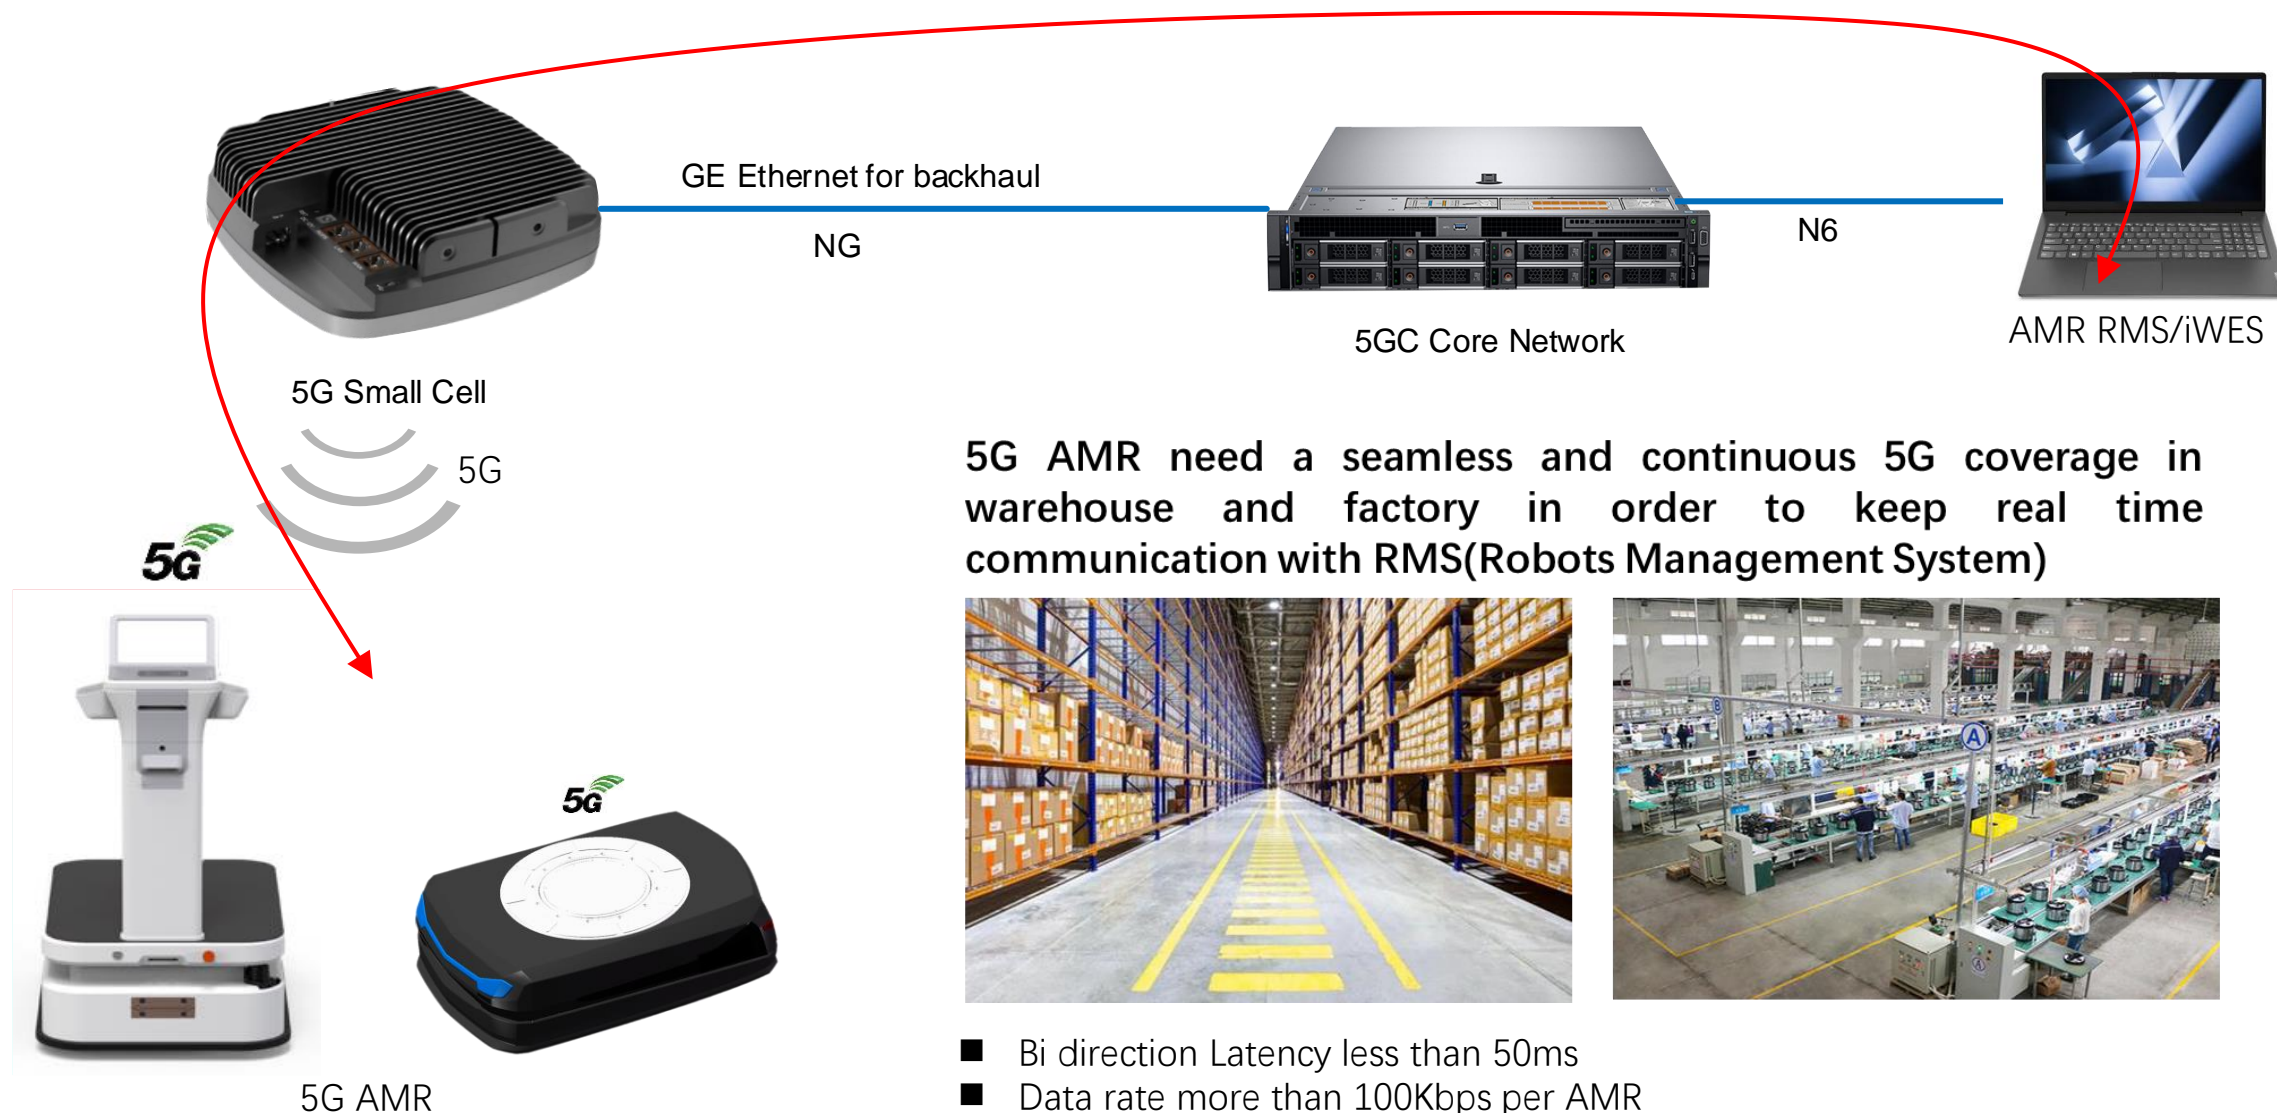 GE Ethernet for backhaul
NG
N6
5G Small Cell
5GC Core Network
AMR RMS/iWES
5G
5G
5G AMR need a seamless and continuous 5G coverage in
warehouse and factory in order to keep real time
communication with RMS(Robots Management System)
B
A
A
5G
5G AMR
■ Bi direction Latency less than 50ms
■ Data rate more than 100Kbps per AMR